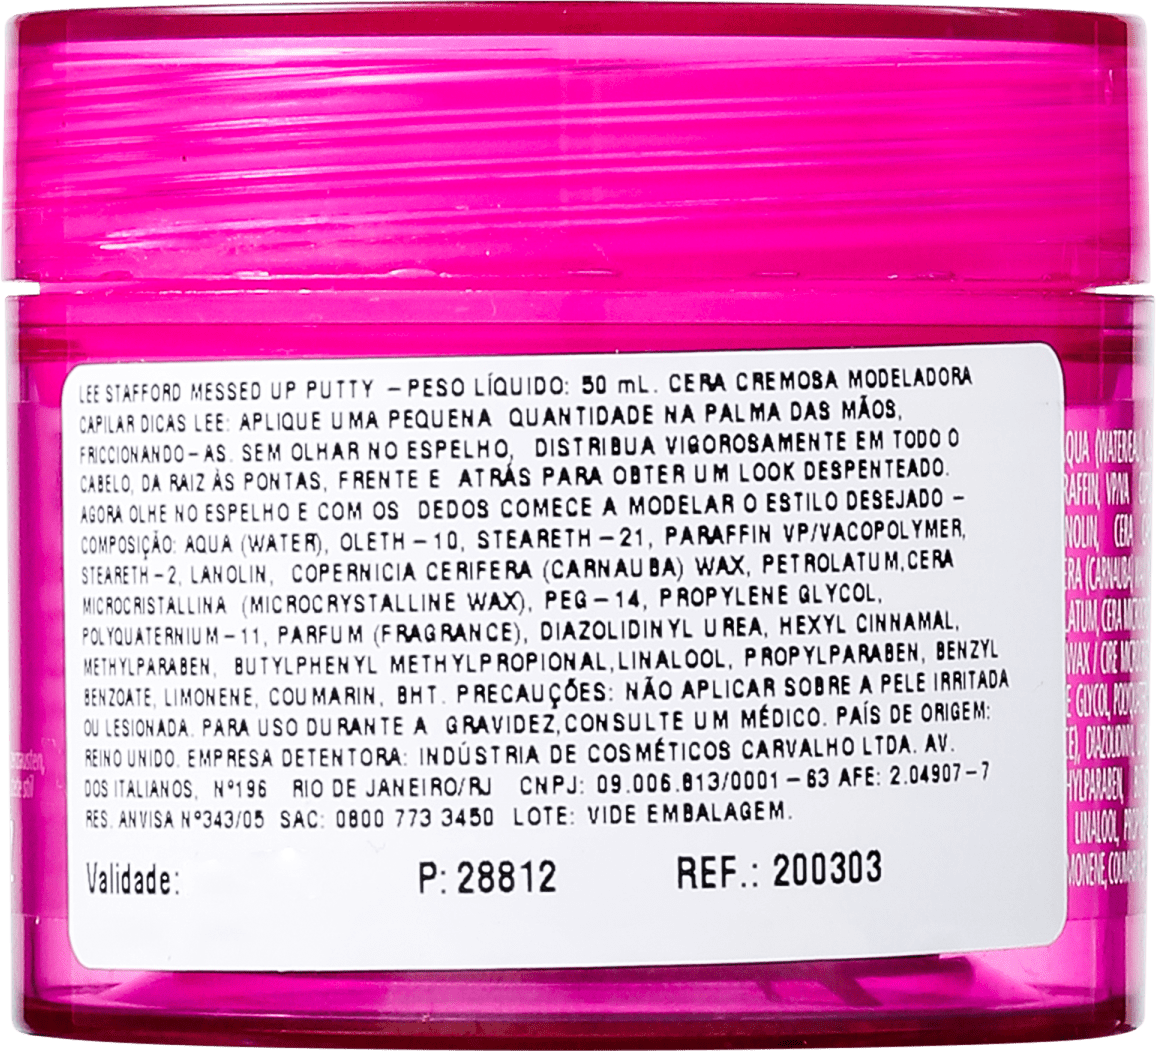 LEE STAFFORD MESSED UP PUTTY – PESO LÍQUIDO: 50 mL. CERA CREMOSA MODELADORA
CAPILAR DICAS LEE: APLIQUE UMA PEQUENA QUANTIDADE NA PALMA DAS MÃOS,
FRICCIONANDO-AS. SEM OLHAR NO ESPELHO, DISTRIBUA VIGOROSAMENTE EM TODO O
CABELO, DA RAIZ ÀS PONTAS, FRENTE E ATRÁS PARA OBTER UM LOOK DESPENTEADO.
AGORA OLHE NO ESPELHO E COM OS DEDOS COMECE A MODELAR O ESTILO DESEJADO –
COMPOSIÇÃO: AQUA (WATER), OLETH – 10, STEARETH – 21, PARAFFIN VP/VACOPOLYMER,
STEARETH-2, LANOLIN, COPERNICIA CERIFERA (CARNAUBA) WAX, PETROLATUM,CERA
MICROCRISTALLINA (MICROCRYSTALLINE WAX), PEG – 14, PROPYLENE GLYCOL,
POLYQUATERNIUM – 11, PARFUM (FRAGRANCE), DIAZOLIDINYL UREA, HEXYL CINNAMAL,
METHYLPARABEN, BUTYLPHENYL METHYLPROPIONAL,LINALOOL, PROPYLPARABEN, BENZYL
BENZOATE, LIMONENE, COUMARIN, BHT. PRECAUÇÕES: NÃO APLICAR SOBRE A PELE IRRITADA
OU LESIONADA. PARA USO DURANTE A GRAVIDEZ,CONSULTE UM MÉDICO. PAÍS DE ORIGEM:
REINO UNIDO. EMPRESA DETENTORA: INDÚSTRIA DE COSMÉTICOS CARVALHO LTDA. AV.
DOS ITALIANOS, Nº196 RIO DE JANEIRO/RJ CNPJ: 09.006.813/0001 – 63 AFE: 2.04907-7
RES. ANVISA Nº343/05 SAC: 0800 773 3450 LOTE: VIDE EMBALAGEM.
Validade: P: 28812 REF.: 200303